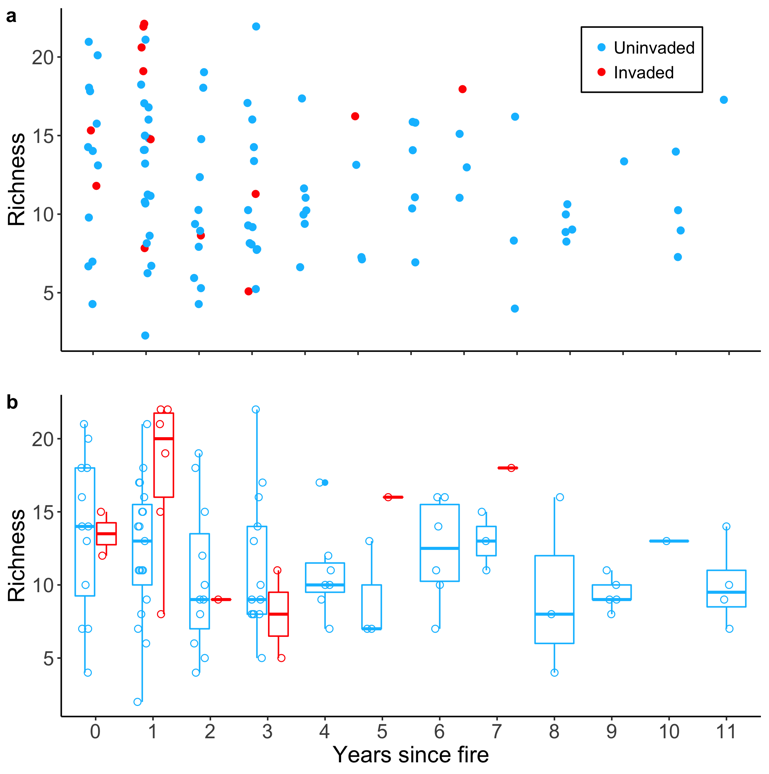 a
Richness
20
15
10
5
Uninvaded
Invaded
b
Richness
20
15
10
5
0 1 2 3 4 5 6 7 8 9 10 11
Years since fire